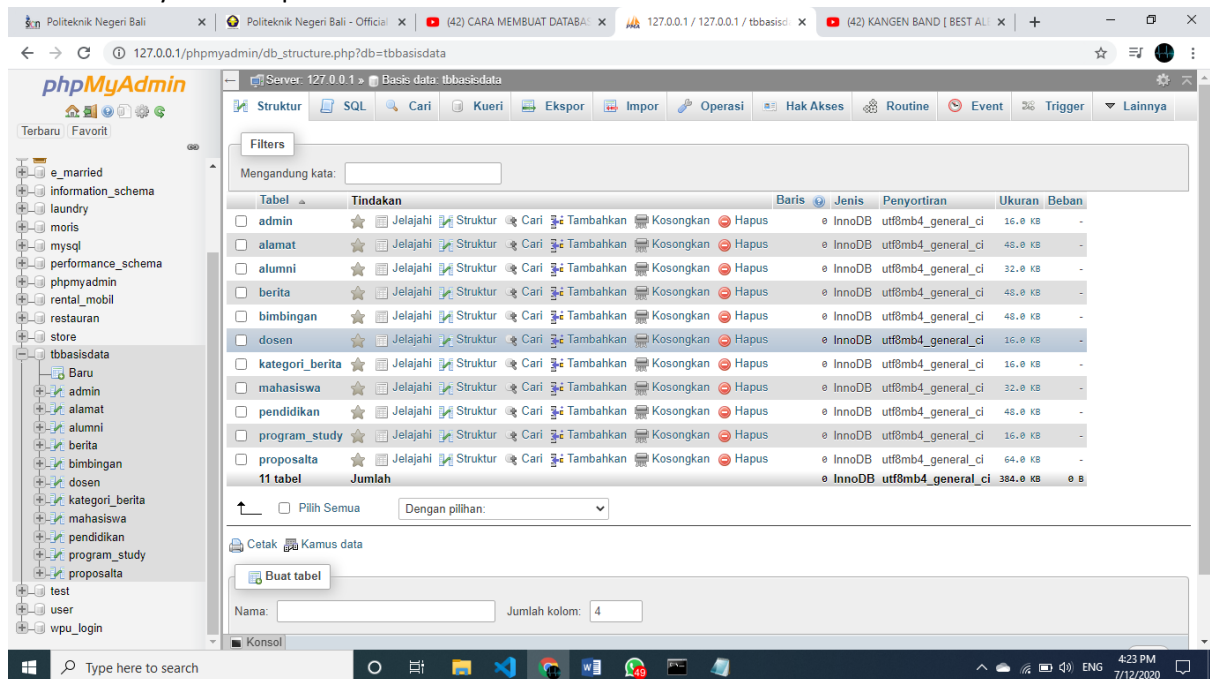 Politeknik Negeri Bali
Politeknik Negeri Bali - Official
(42) CARA MEMBUAT DATABAS
127.0.0.1 / 127.0.0.1 / tbbasisd
(42) KANGEN BAND [ BEST AL
127.0.0.1/phpmyadmin/db_structure.php?db=tbbasisdata
phpMyAdmin
Terbaru Favorit
e_married
information_schema
laundry
moris
mysql
performance_schema
phpmyadmin
rental_mobil
restauran
store
tbbasisdata
Baru
admin
alamat
alumni
berita
bimbingan
dosen
kategori_berita
mahasiswa
pendidikan
program_study
proposalta
test
user
wpu_login
Server: 127.0.0.1 » Basis data: tbbasisdata
Struktur SQL Cari Kueri Ekspor Impor Operasi Hak Akses Routine Event Trigger Lainnya
Filters
Mengandung kata:
Tabel Tindakan Baris Jenis Penyortiran Ukuran Beban
admin Jelajahi Struktur Cari Tambahkan Kosongkan Hapus 0 InnoDB utf8mb4_general_ci 16.0 KB -
alamat Jelajahi Struktur Cari Tambahkan Kosongkan Hapus 0 InnoDB utf8mb4_general_ci 48.0 KB -
alumni Jelajahi Struktur Cari Tambahkan Kosongkan Hapus 0 InnoDB utf8mb4_general_ci 32.0 KB -
berita Jelajahi Struktur Cari Tambahkan Kosongkan Hapus 0 InnoDB utf8mb4_general_ci 48.0 KB -
bimbingan Jelajahi Struktur Cari Tambahkan Kosongkan Hapus 0 InnoDB utf8mb4_general_ci 48.0 KB -
dosen Jelajahi Struktur Cari Tambahkan Kosongkan Hapus 0 InnoDB utf8mb4_general_ci 16.0 KB -
kategori_berita Jelajahi Struktur Cari Tambahkan Kosongkan Hapus 0 InnoDB utf8mb4_general_ci 16.0 KB -
mahasiswa Jelajahi Struktur Cari Tambahkan Kosongkan Hapus 0 InnoDB utf8mb4_general_ci 32.0 KB -
pendidikan Jelajahi Struktur Cari Tambahkan Kosongkan Hapus 0 InnoDB utf8mb4_general_ci 48.0 KB -
program_study Jelajahi Struktur Cari Tambahkan Kosongkan Hapus 0 InnoDB utf8mb4_general_ci 16.0 KB -
proposalta Jelajahi Struktur Cari Tambahkan Kosongkan Hapus 0 InnoDB utf8mb4_general_ci 64.0 KB -
11 tabel Jumlah 0 InnoDB utf8mb4_general_ci 384.0 KB 0 B
Pilih Semua Dengan pilihan:
Cetak Kamus data
Buat tabel
Nama: Jumlah kolom: 4
Konsol
Type here to search
49
ENG
4:23 PM
7/12/2020